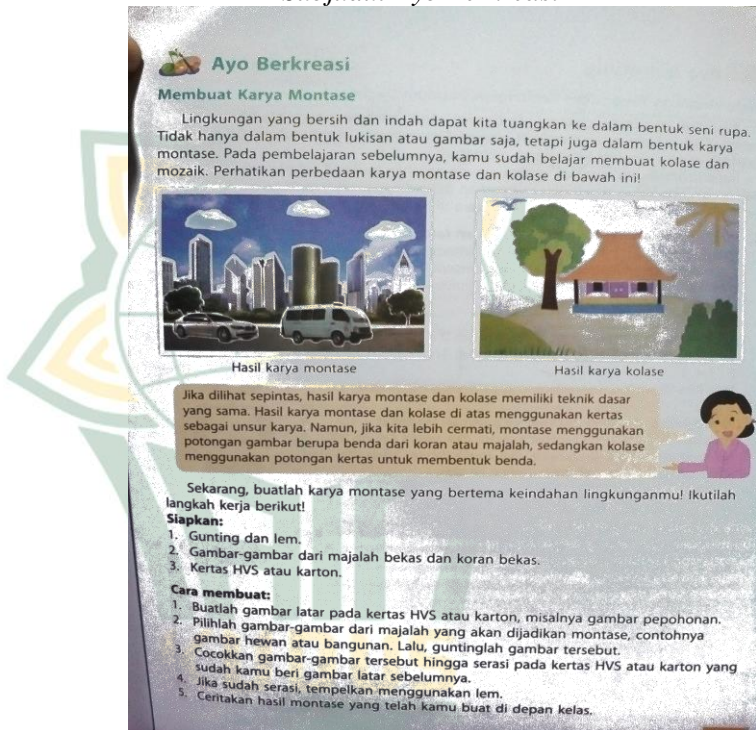 Ayo Berkreasi
Membuat Karya Montase
Lingkungan yang bersih dan indah dapat kita tuangkan ke dalam bentuk seni rupa.
Tidak hanya dalam bentuk lukisan atau gambar saja, tetapi juga dalam bentuk karya
montase. Pada pembelajaran sebelumnya, kamu sudah belajar membuat kolase dan
mozaik. Perhatikan perbedaan karya montase dan kolase di bawah ini!
Hasil karya montase
Hasil karya kolase
Jika dilihat sepintas, hasil karya montase dan kolase memiliki teknik dasar
yang sama. Hasil karya montase dan kolase di atas menggunakan kertas
sebagai unsur karya. Namun, jika kita lebih cermati, montase menggunakan
potongan gambar berupa benda dari koran atau majalah, sedangkan kolase
menggunakan potongan kertas untuk membentuk benda.
Sekarang, buatlah karya montase yang bertema keindahan lingkunganmu! Ikutilah
langkah kerja berikut!
Siapkan:
1. Gunting dan lem.
2. Gambar-gambar dari majalah bekas dan koran bekas.
3. Kertas HVS atau karton.
Cara membuat:
1. Buatlah gambar latar pada kertas HVS atau karton, misalnya gambar pepohonan.
2. Pilihlah gambar-gambar dari majalah yang akan dijadikan montase, contohnya
gambar hewan atau bangunan. Lalu, guntinglah gambar tersebut.
3. Cocokkan gambar-gambar tersebut hingga serasi pada kertas HVS atau karton yang
sudah kamu beri gambar latar sebelumnya.
4. Jika sudah serasi, tempelkan menggunakan lem.
5. Ceritakan hasil montase yang telah kamu buat di depan kelas.